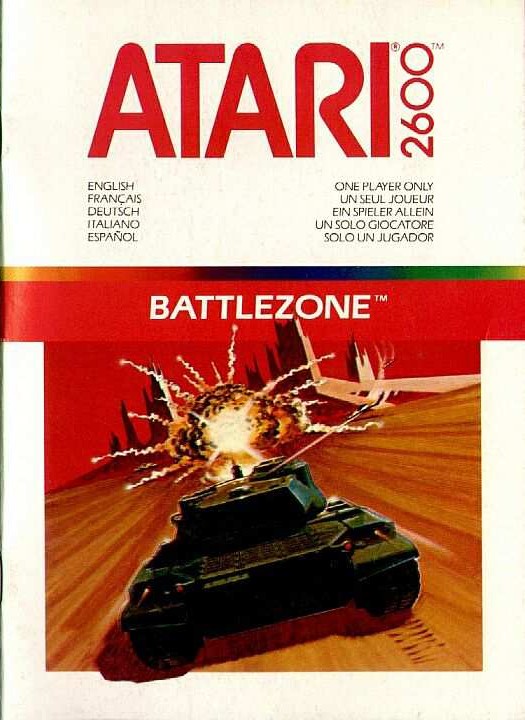 ATARI® 2600™
ENGLISH
FRANÇAIS
DEUTSCH
ITALIANO
ESPAÑOL
ONE PLAYER ONLY
UN SEUL JOUEUR
EIN SPIELER ALLEIN
UN SOLO GIOCATORE
SOLO UN JUGADOR
BATTLEZONE™